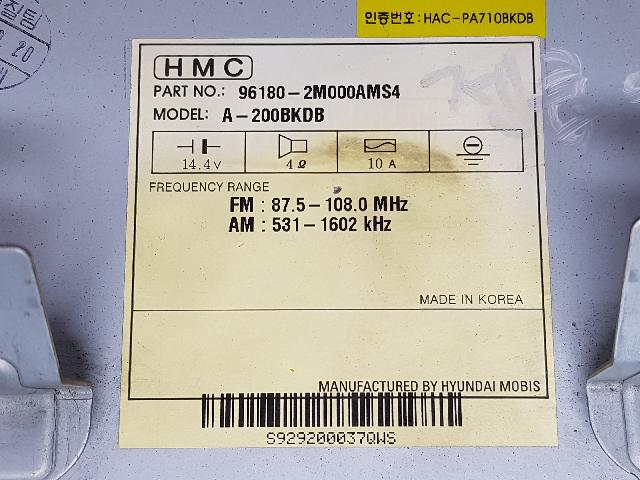 인증번호: HAC-PA710BKDB
20
HMC
PART NO.: 96180-2M000AMS4
MODEL: A-200BKDB
14.4V 4Ω 10A
FREQUENCY RANGE
FM : 87.5-108.0 MHz
AM : 531-1602 kHz
MADE IN KOREA
MANUFACTURED BY HYUNDAI MOBIS
S929200037QWS